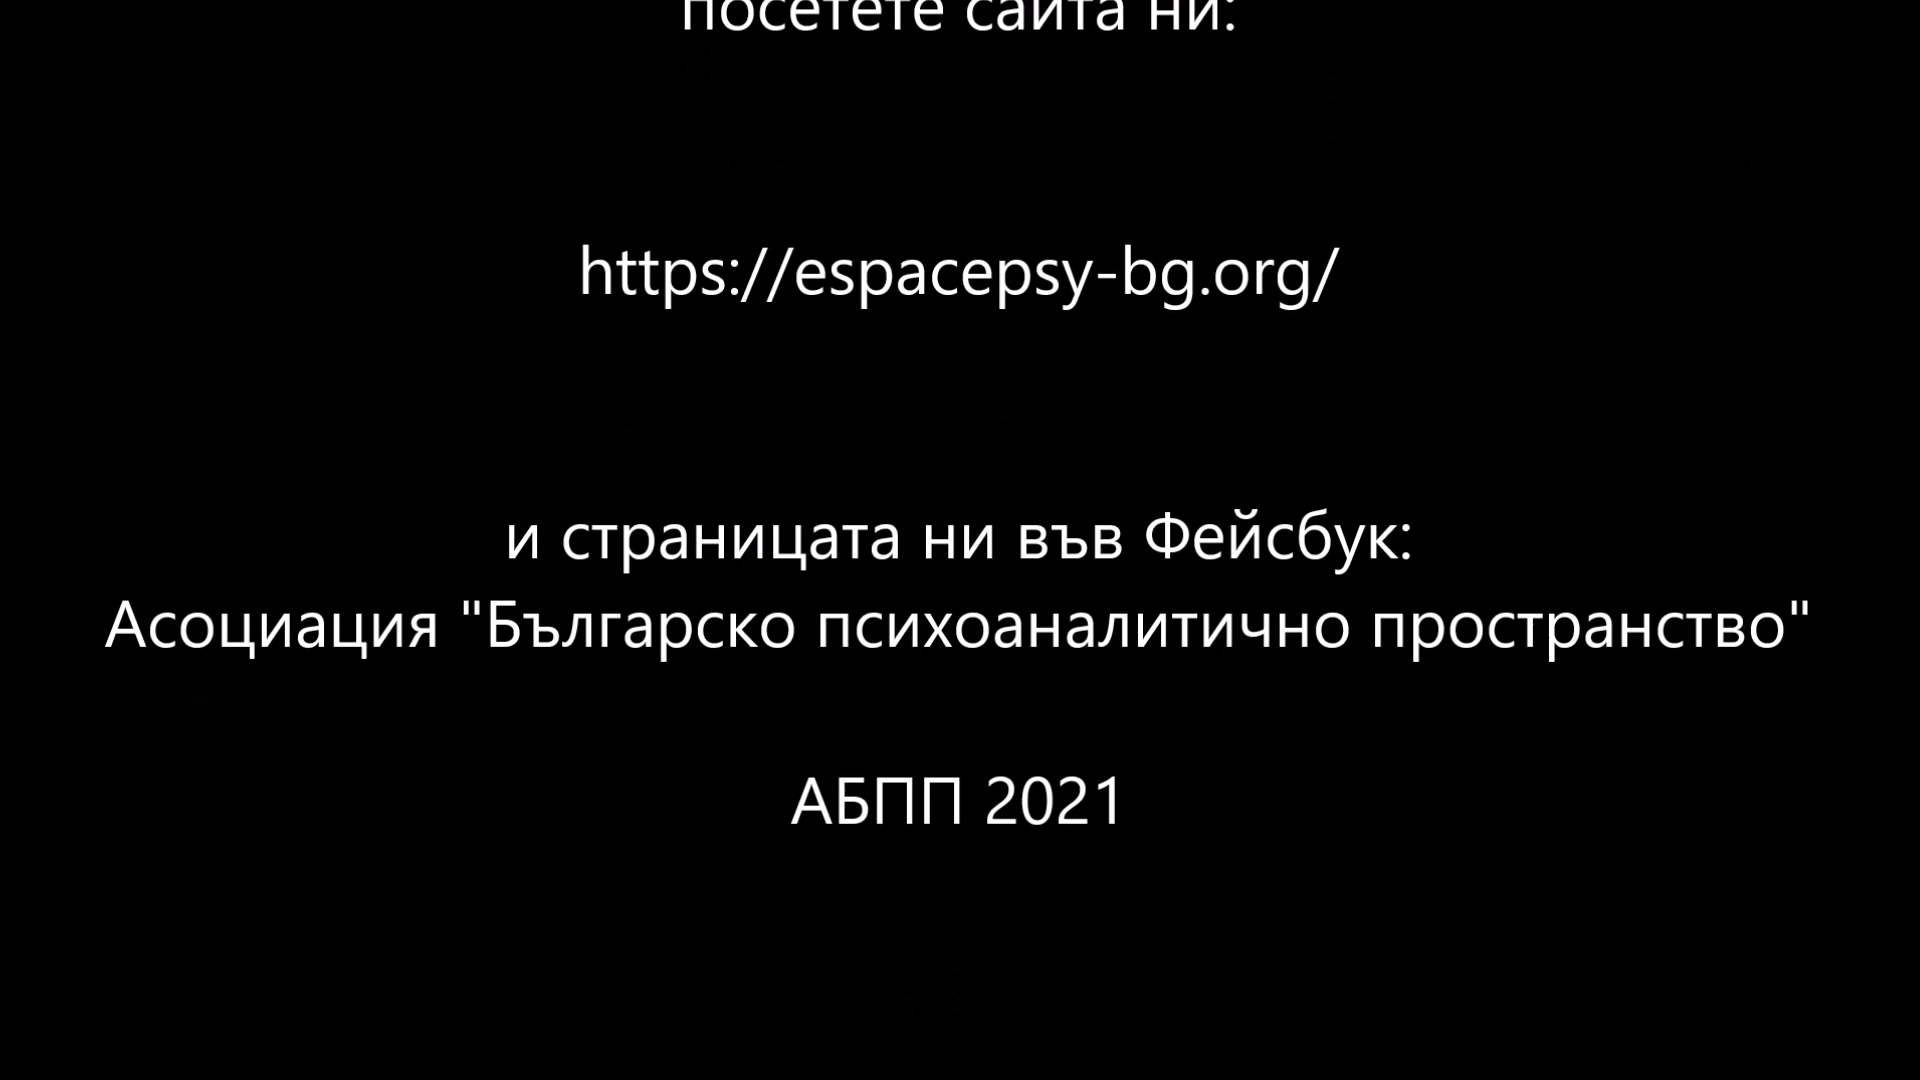 посетете сайта ни:
https://espacepsy-bg.org/
и страницата ни във Фейсбук:
Асоциация "Българско психоаналитично пространство"
АБПП 2021